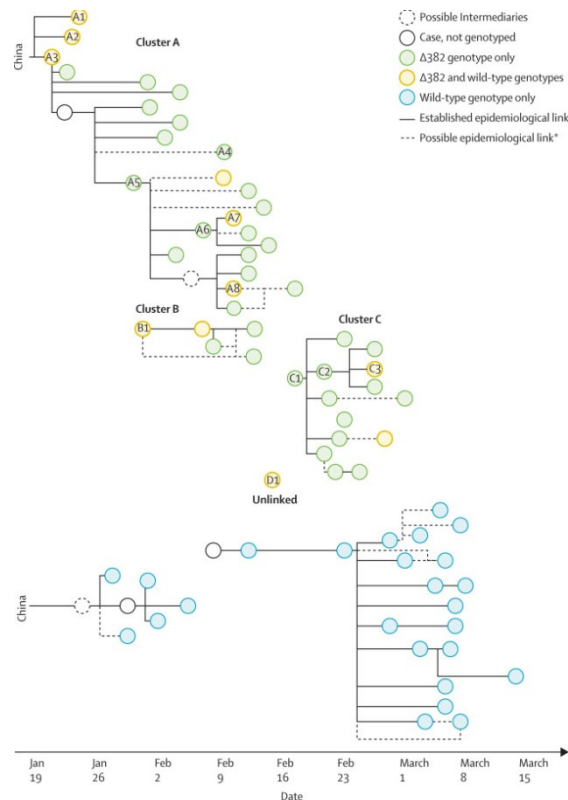 A1
Cluster A
A2
China
A3
Possible Intermediaries
Case, not genotyped
Δ382 genotype only
Δ382 and wild-type genotypes
Wild-type genotype only
Established epidemiological link
Possible epidemiological link*
A4
A5
A7
A6
A8
Cluster B
B1
Cluster C
C1
C2
C3
D1
Unlinked
China
Jan Jan Feb Feb Feb Feb March March March
19 26 2 9 16 23 1 8 15
Date